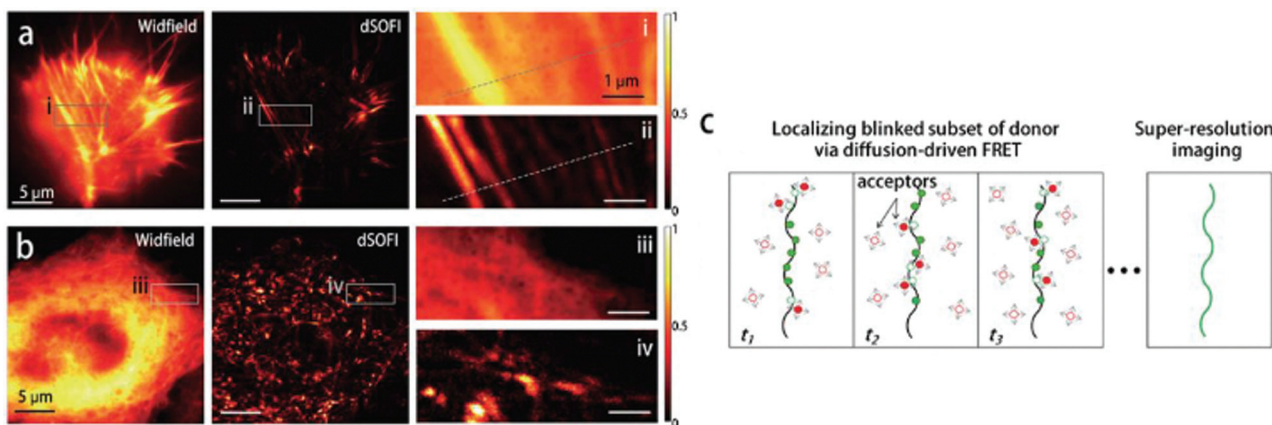 a
Widfield
dSOFI
i
ii
5 µm
i
1 µm
ii
1
0.5
0
b
Widfield
dSOFI
iii
iv
5 µm
iii
iv
1
0.5
0
C
Localizing blinked subset of donor
via diffusion-driven FRET
acceptors
t1
t2
t3
Super-resolution
imaging